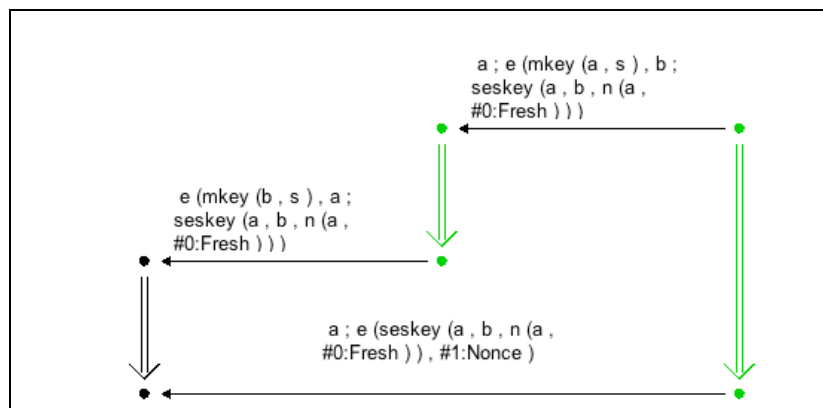 a ; e (mkey (a , s ) , b ;
seskey (a , b , n (a ,
#0:Fresh ) ) )
e (mkey (b , s ) , a ;
seskey (a , b , n (a ,
#0:Fresh ) ) )
a ; e (seskey (a , b , n (a ,
#0:Fresh ) ) , #1:Nonce )